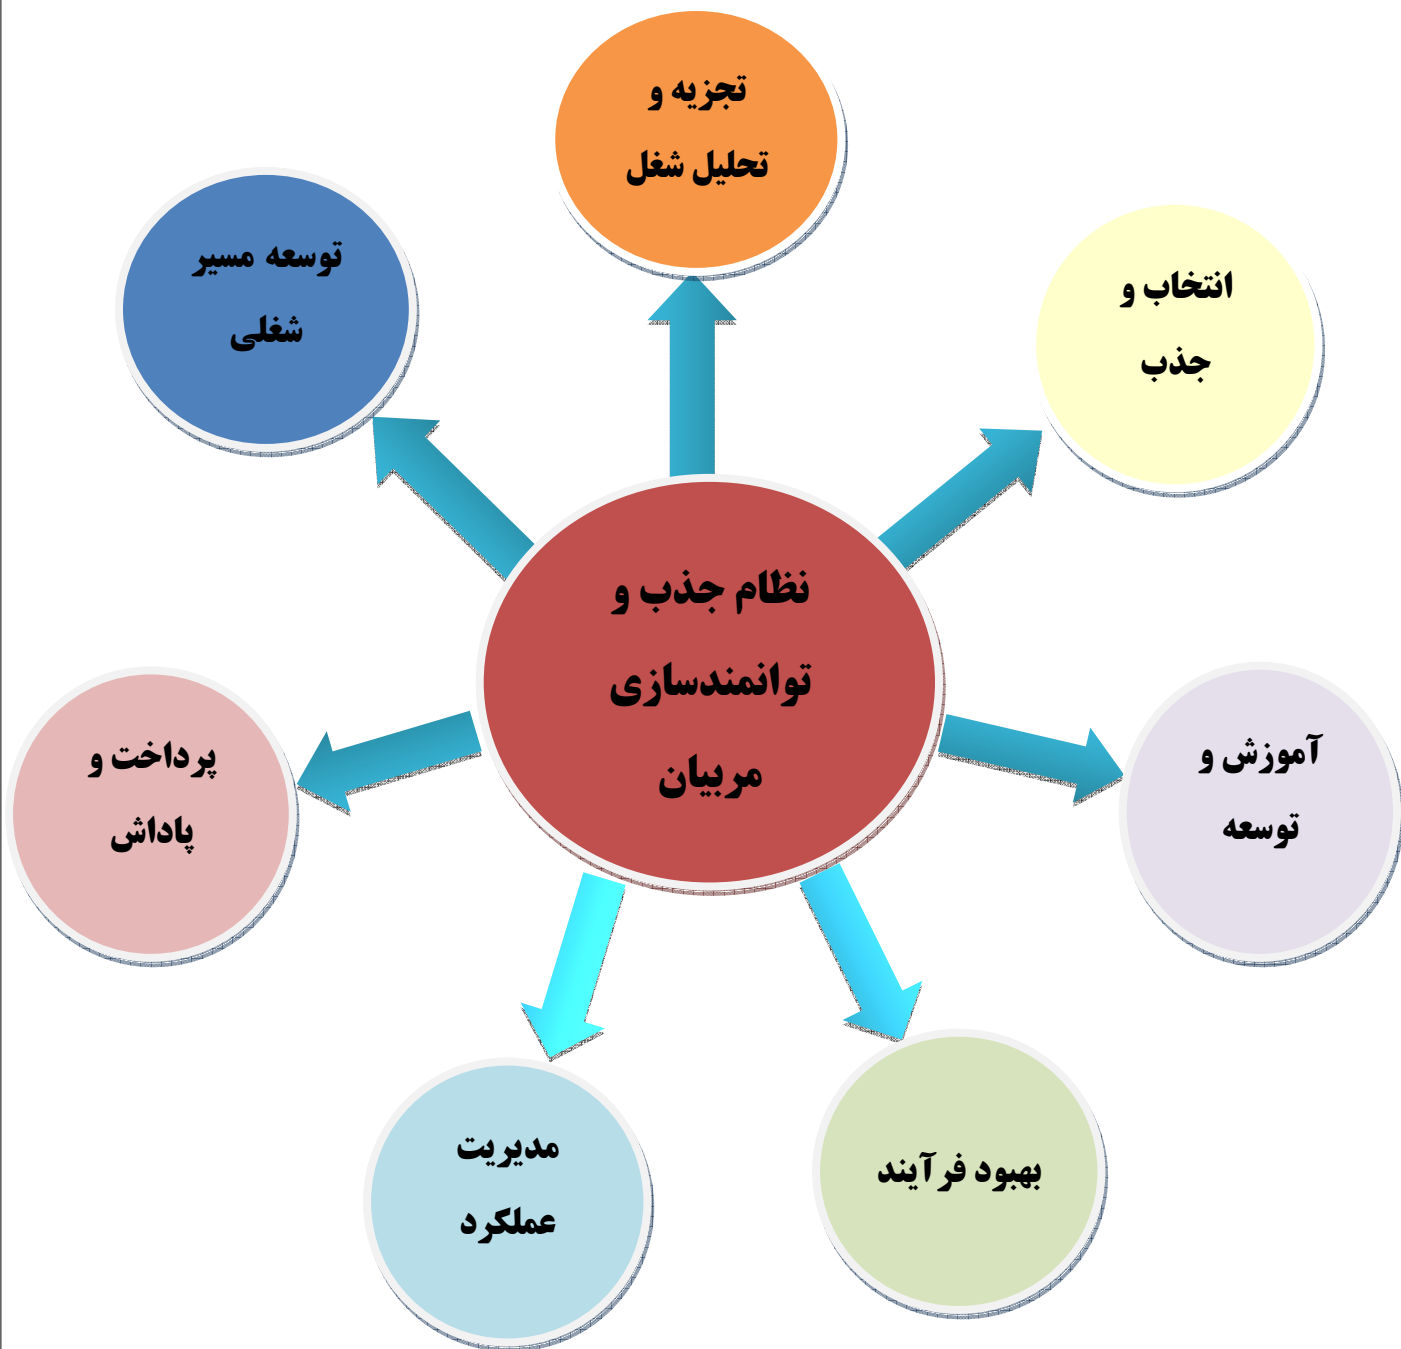 تجزیه و
تحلیل شغل
انتخاب و
جذب
توسعه مسیر
شغلی
نظام جذب و
توانمندسازی
مربیان
آموزش و
توسعه
پرداخت و
پاداش
بهبود فرآیند
مدیریت
عملکرد